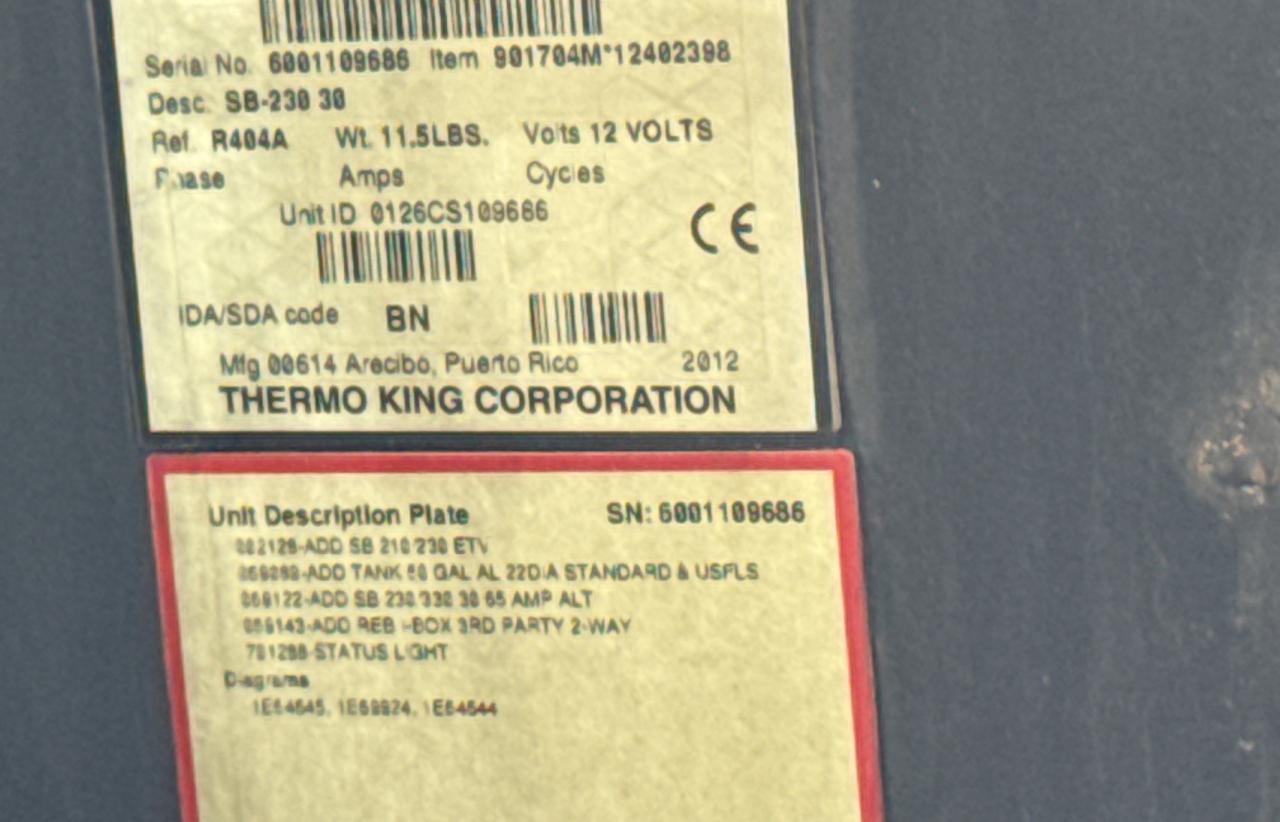 Serial No. 6001109686 Item 901704M*12402398
Desc. SB-230 30
Ref. R404A Wt. 11.5LBS. Volts 12 VOLTS
Phase Amps Cycles
Unit ID 0126CS109686
CE
IDA/SDA code BN
Mfg 00614 Arecibo, Puerto Rico 2012
THERMO KING CORPORATION
Unit Description Plate SN: 6001109686
ADD SB 210/230 ETV
ADD TANK 50 GAL AL 22DIA STANDARD & USFLS
ADD SB 230/330 30 65 AMP ALT
ADD REB -BOX 3RD PARTY 2-WAY
STATUS LIGHT
Diagrams